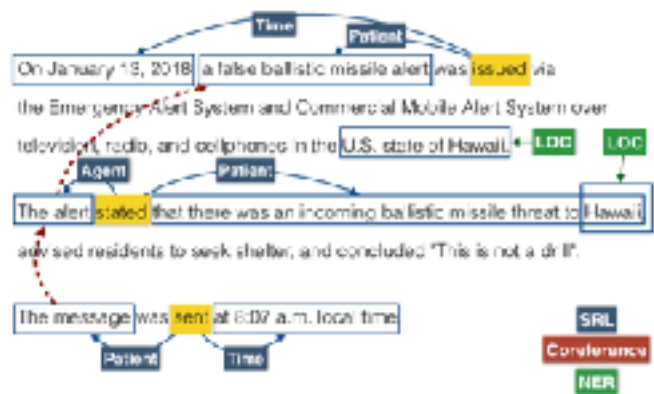 Time
Patient
On January 13, 2018 a false ballistic missile alert was issued via
the Emergency Alert System and Commercial Mobile Alert System over
television, radio, and cellphones in the U.S. state of Hawaii. LOC LOC
Agent Patient
The alert stated that there was an incoming ballistic missile threat to Hawaii,
advised residents to seek shelter, and concluded "This is not a drill".
The message was sent at 8:07 a.m. local time
Patient Time
SRL
Coreference
NER